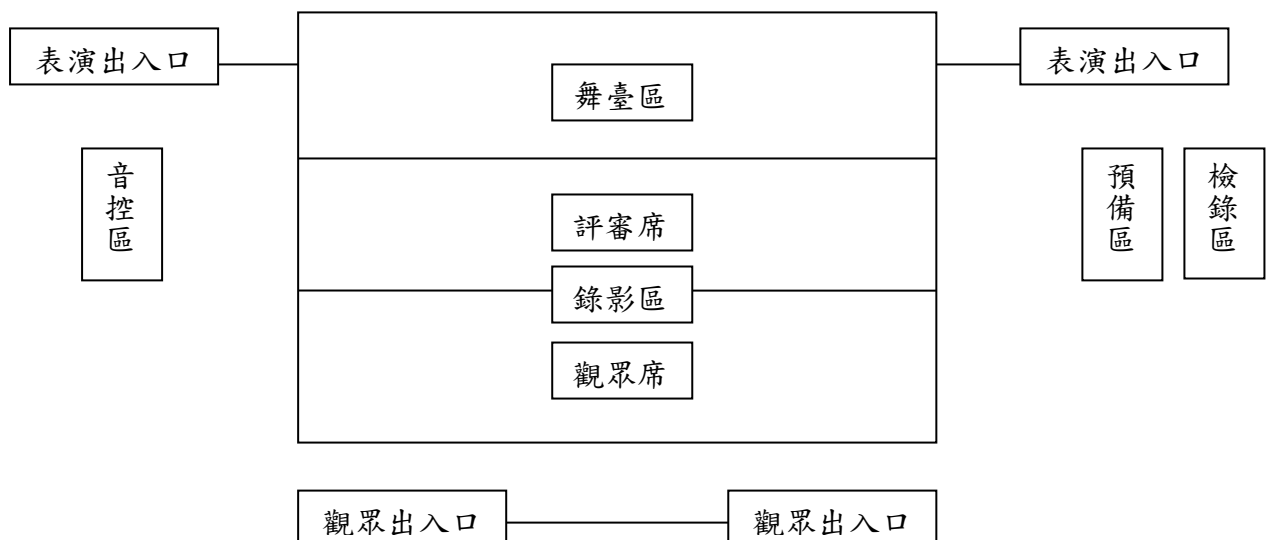 表演出入口
表演出入口
舞臺區
音控區
預備區
檢錄區
評審席
錄影區
觀眾席
觀眾出入口
觀眾出入口